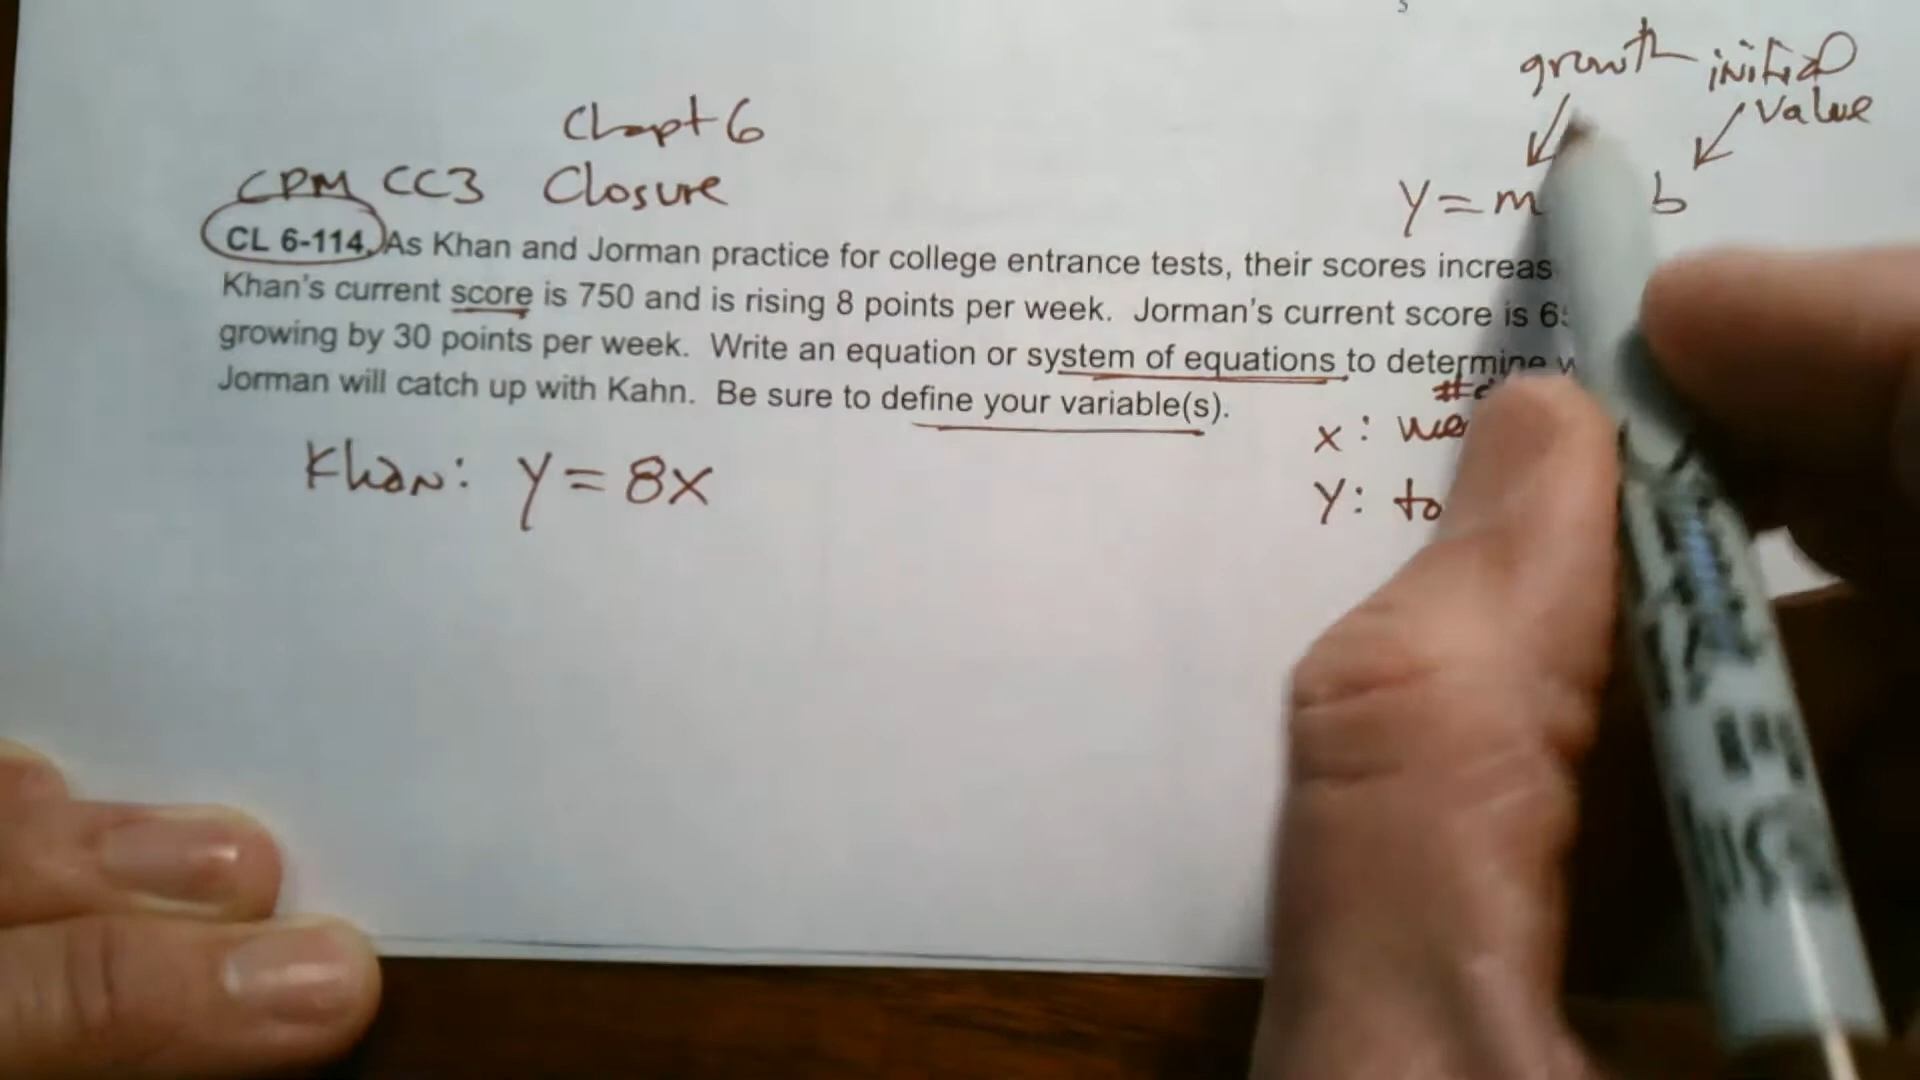 growth initial
value
Chapt 6
CPM CC3 Closure
y = m b
CL 6-114. As Khan and Jorman practice for college entrance tests, their scores increas
Khan's current score is 750 and is rising 8 points per week. Jorman's current score is 6
growing by 30 points per week. Write an equation or system of equations to determine
Jorman will catch up with Kahn. Be sure to define your variable(s).
x :
Khan: y = 8x
y: